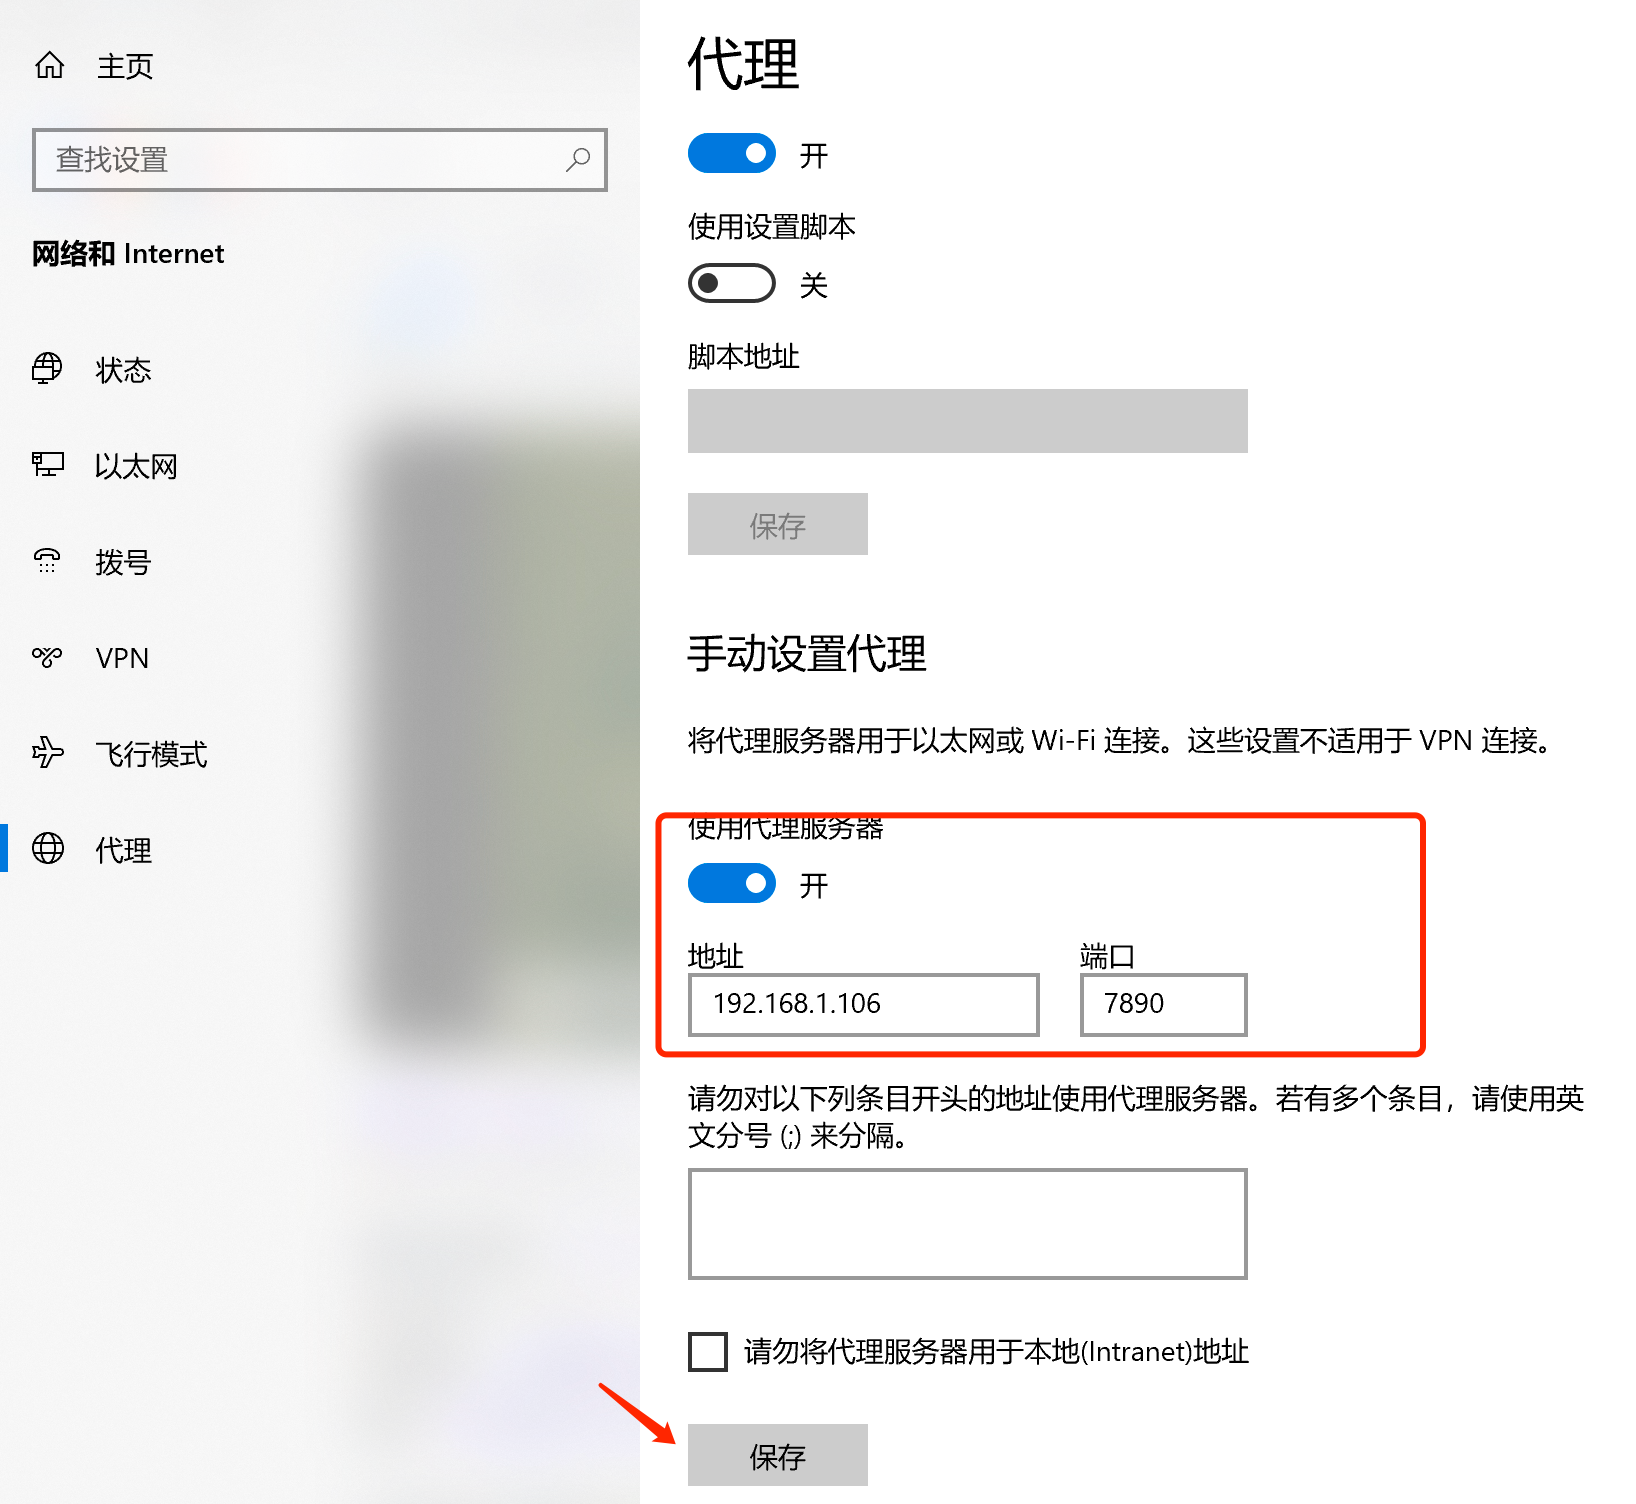 主页
查找设置
网络和 Internet
状态
以太网
拨号
VPN
飞行模式
代理
代理
开
使用设置脚本
关
脚本地址
保存
手动设置代理
将代理服务器用于以太网或 Wi-Fi 连接。这些设置不适用于 VPN 连接。
使用代理服务器
开
地址 端口
192.168.1.106 7890
请勿对以下列条目开头的地址使用代理服务器。若有多个条目，请使用英
文分号 (;) 来分隔。
请勿将代理服务器用于本地(Intranet)地址
保存